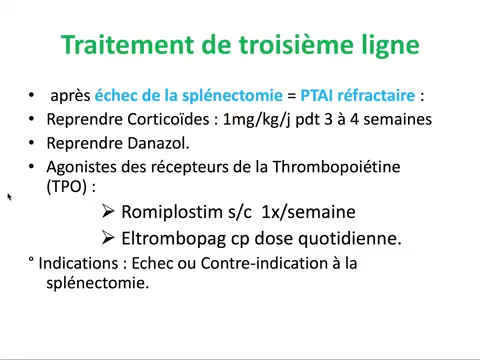 Traitement de troisième ligne
• après échec de la splénectomie = PTAI réfractaire :
• Reprendre Corticoïdes : 1mg/kg/j pdt 3 à 4 semaines
• Reprendre Danazol.
• Agonistes des récepteurs de la Thrombopoiétine
(TPO) :
➢ Romiplostim s/c 1x/semaine
➢ Eltrombopag cp dose quotidienne.
° Indications : Echec ou Contre-indication à la
splénectomie.